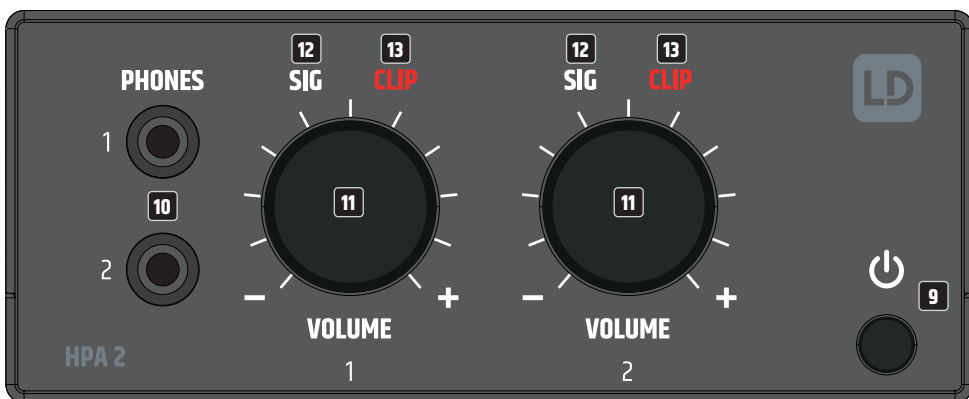 12 13 12 13
PHONES SIG CLIP SIG CLIP LD
1
11 11
10
2
9
− + − +
VOLUME VOLUME
HPA 2 1 2